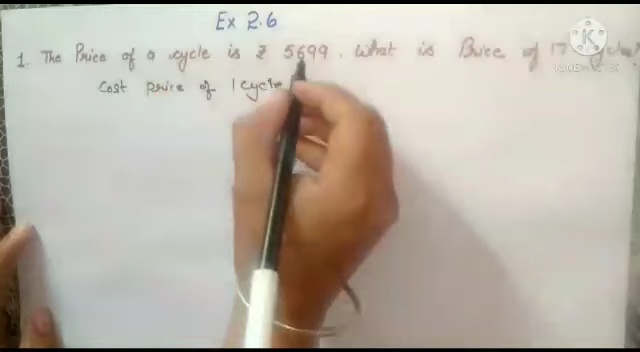 Ex 2.6
1. The Price of a cycle is ₹ 5699. What is Price of 17 cycles?
Cost price of 1 cycle